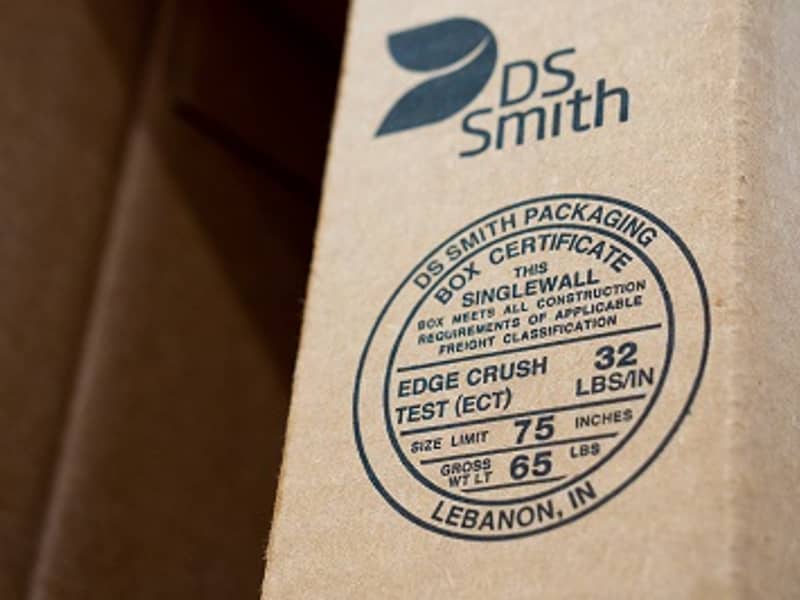 DS
Smith
DS SMITH PACKAGING
BOX CERTIFICATE
THIS
SINGLEWALL
BOX MEETS ALL CONSTRUCTION
REQUIREMENTS OF APPLICABLE
FREIGHT CLASSIFICATION
EDGE CRUSH
TEST (ECT)
32
LBS/IN
SIZE LIMIT 75 INCHES
GROSS
WT LT 65 LBS
LEBANON, IN